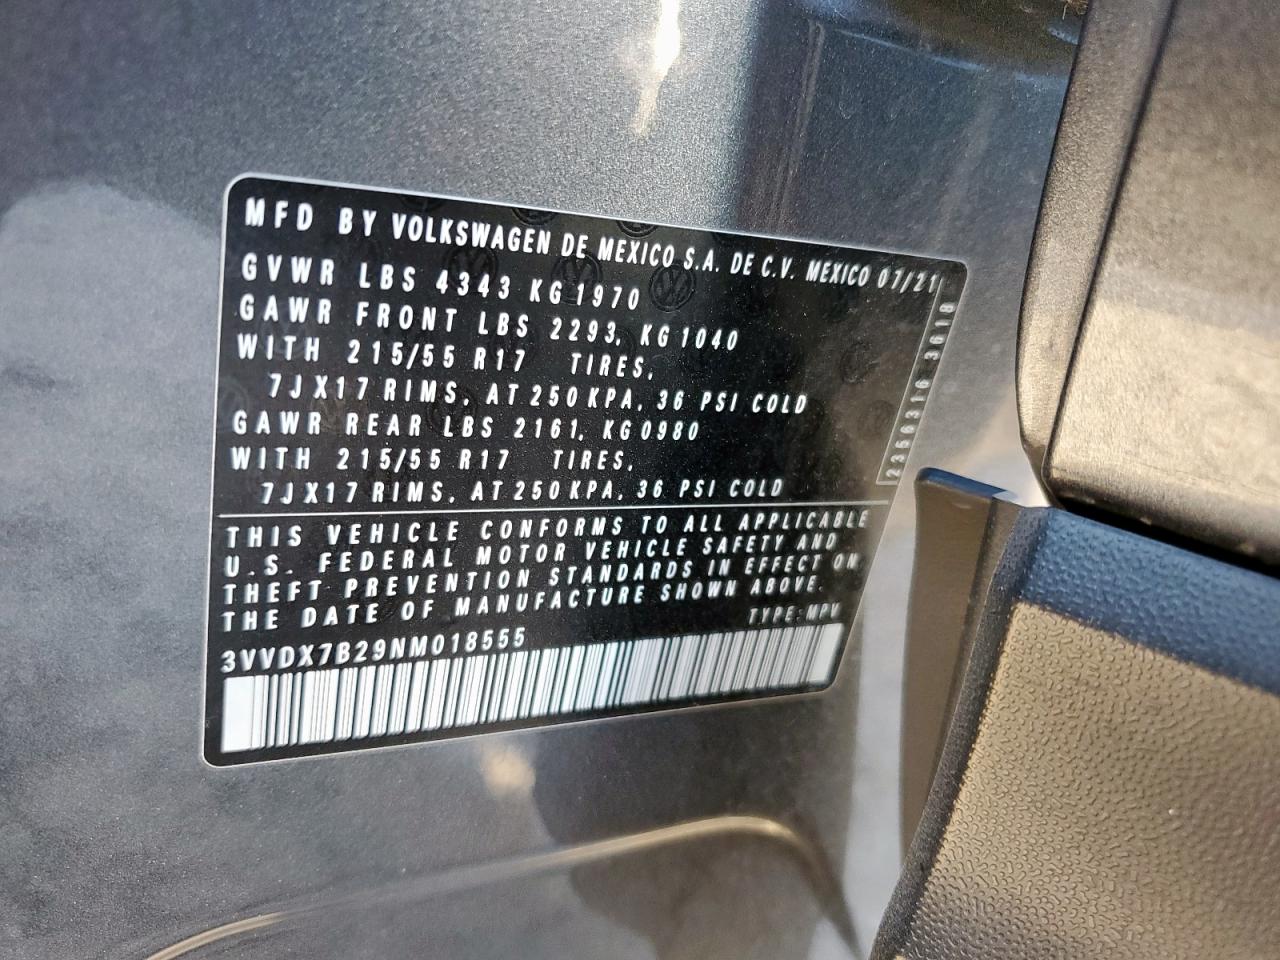 MFD BY VOLKSWAGEN DE MEXICO S.A. DE C.V. MEXICO 07/21
GVWR LBS 4343 KG 1970
GAWR FRONT LBS 2293, KG 1040
WITH 215/55 R17 TIRES,
7JX17 RIMS, AT 250 KPA, 36 PSI COLD
GAWR REAR LBS 2161, KG 0980
WITH 215/55 R17 TIRES,
7JX17 RIMS, AT 250 KPA, 36 PSI COLD
2366316 3618
THIS VEHICLE CONFORMS TO ALL APPLICABLE
U.S. FEDERAL MOTOR VEHICLE SAFETY AND
THEFT PREVENTION STANDARDS IN EFFECT ON
THE DATE OF MANUFACTURE SHOWN ABOVE.
TYPE:MPV
3VVDX7B29NM018555